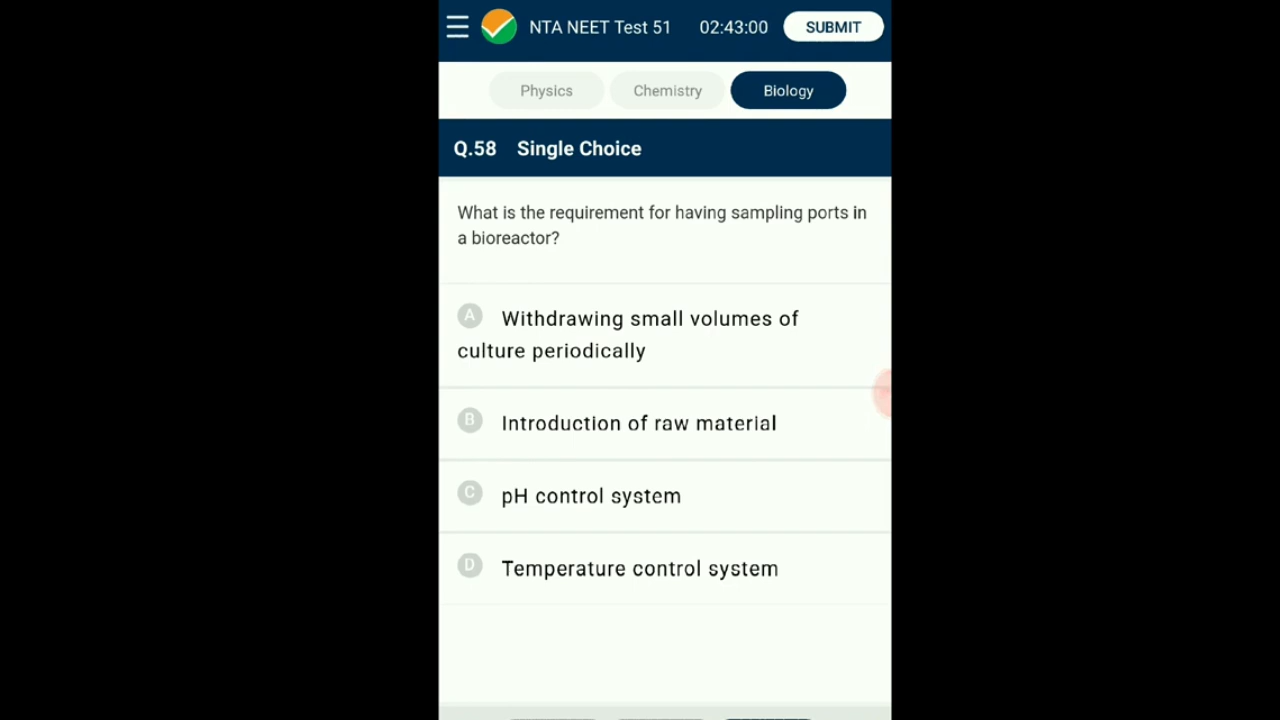 NTA NEET Test 51 02:43:00 SUBMIT
Physics Chemistry Biology
Q.58 Single Choice
What is the requirement for having sampling ports in
a bioreactor?
A Withdrawing small volumes of
culture periodically
B Introduction of raw material
C pH control system
D Temperature control system